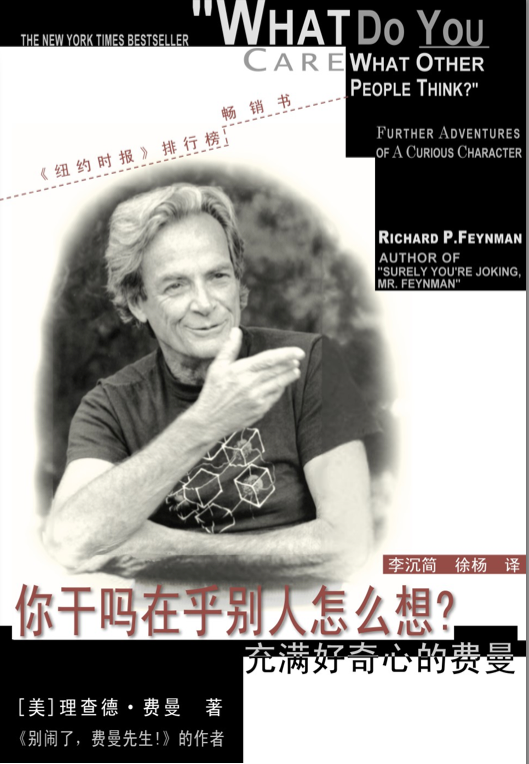 THE NEW YORK TIMES BESTSELLER
"WHAT DO YOU
CARE WHAT OTHER
PEOPLE THINK?"
畅销书
《纽约时报》排行榜
FURTHER ADVENTURES
OF A CURIOUS CHARACTER
RICHARD P.FEYNMAN
AUTHOR OF
"SURELY YOU'RE JOKING,
MR. FEYNMAN"
李沉简 徐杨 译
你干吗在乎别人怎么想?
充满好奇心的费曼
[美]理查德·费曼 著
《别闹了,费曼先生!》的作者